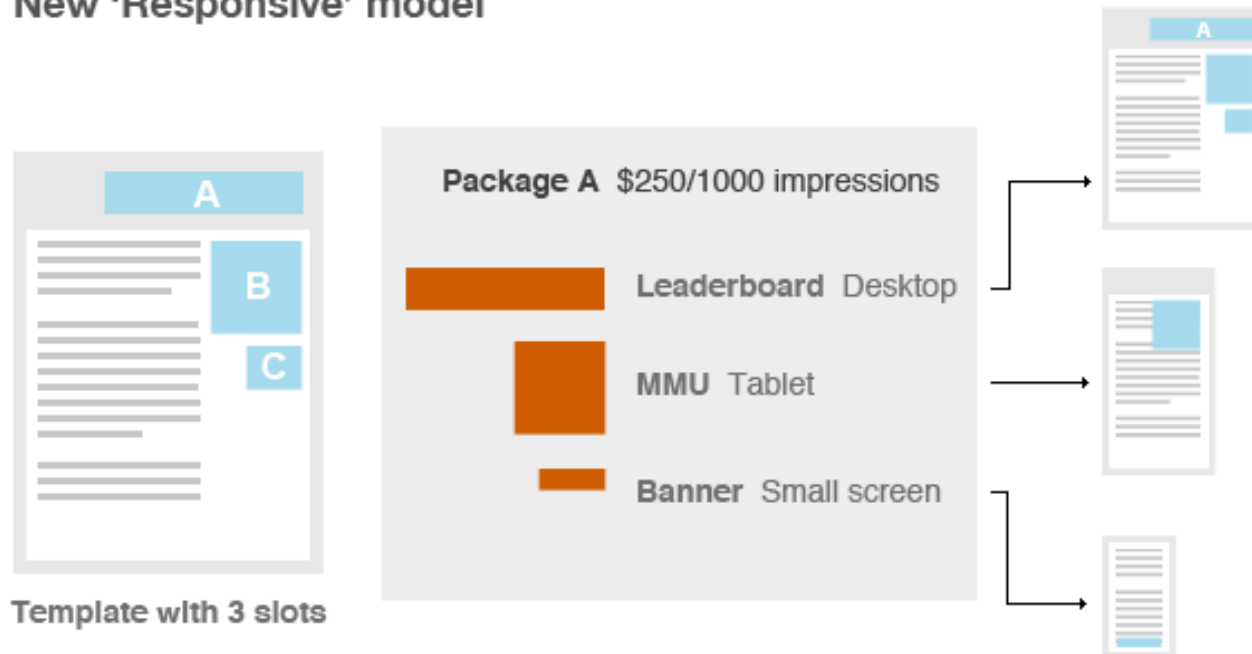 New ‘Responsive’ model
A
B
C
Template with 3 slots
Package A $250/1000 impressions
Leaderboard Desktop
MMU Tablet
Banner Small screen
A